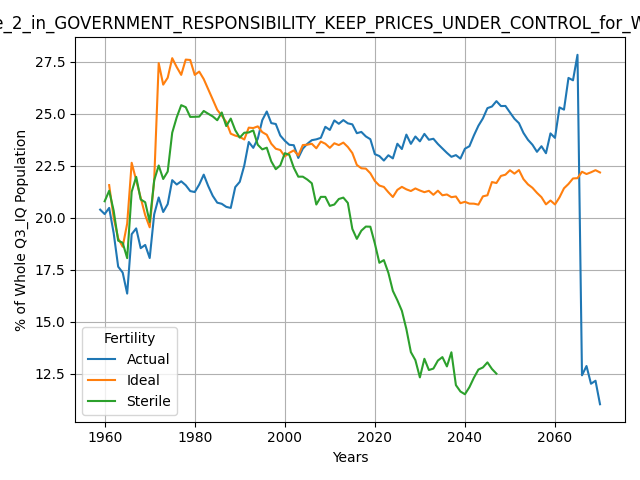 e_2_in_GOVERNMENT_RESPONSIBILITY_KEEP_PRICES_UNDER_CONTROL_for_W
% of Whole Q3_IQ Population
27.5
25.0
22.5
20.0
17.5
15.0
12.5
Fertility
Actual
Ideal
Sterile
1960 1980 2000 2020 2040 2060
Years